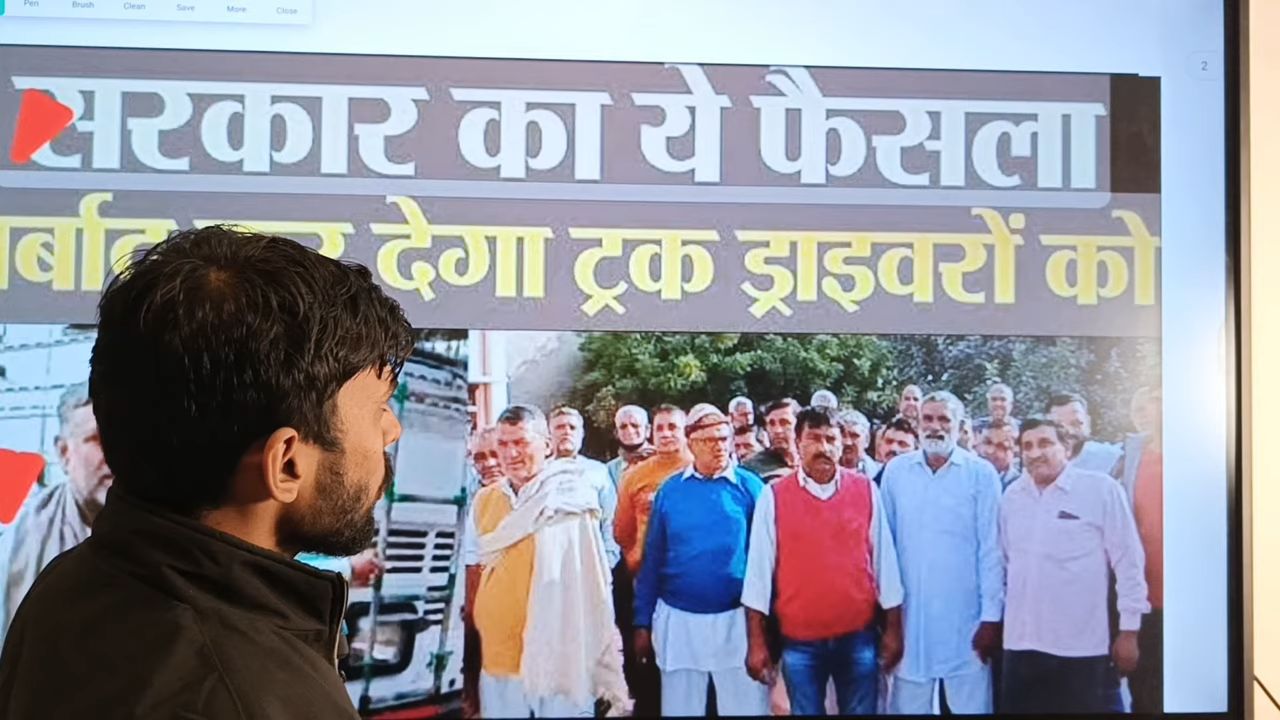 Pen Brush Clean Save More Close
2
सरकार का ये फैसला
देगा ट्रक ड्राइवरों को